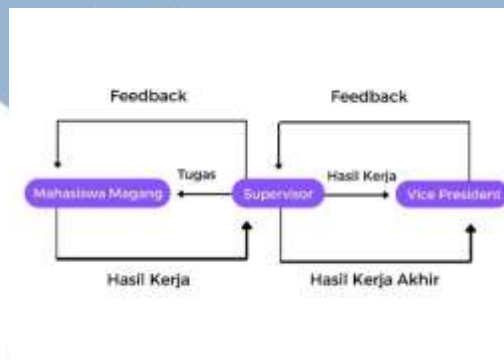 Feedback
Feedback
Tugas
Hasil Kerja
Mahasiswa Magang
Supervisor
Vice President
Hasil Kerja
Hasil Kerja Akhir